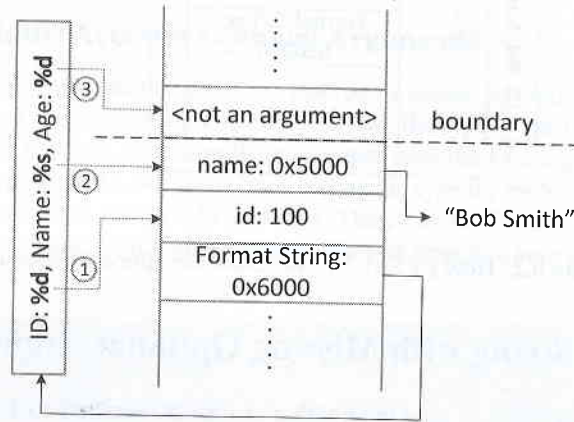 ID: %d, Name: %s, Age: %d
③
<not an argument>
boundary
②
name: 0x5000
id: 100
"Bob Smith"
①
Format String:
0x6000